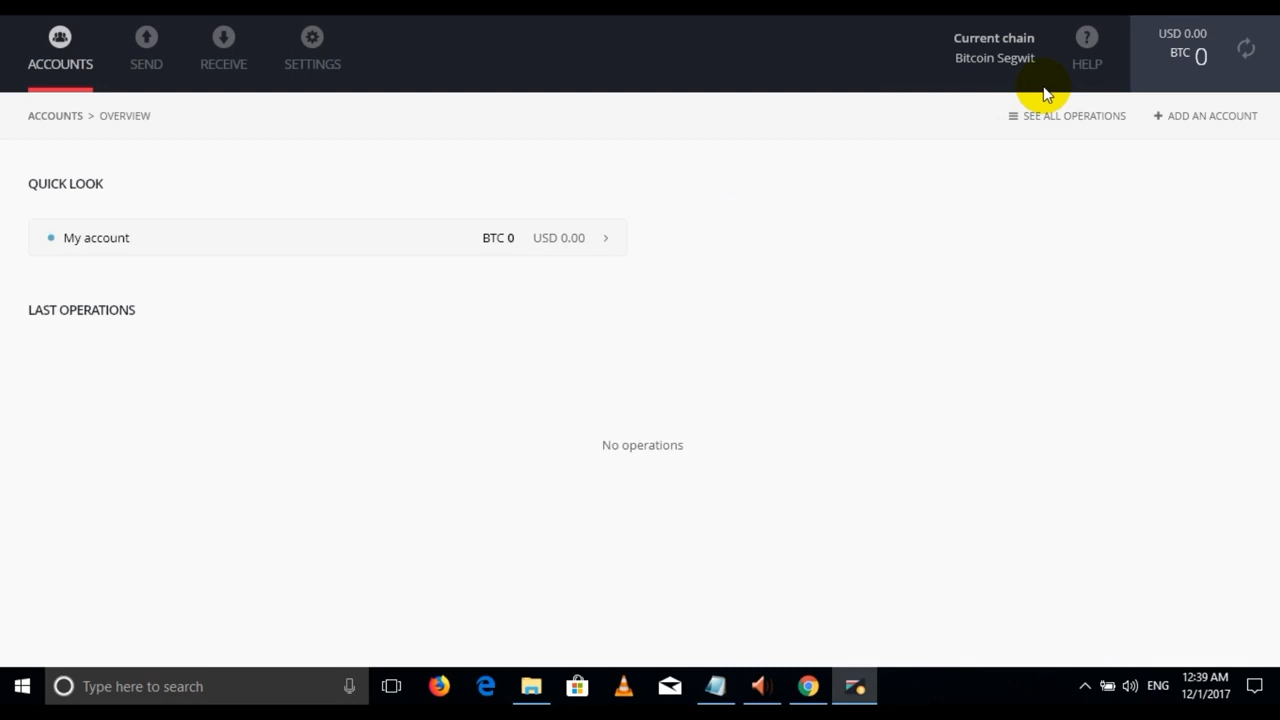 ACCOUNTS
SEND
RECEIVE
SETTINGS
Current chain
Bitcoin Segwit
HELP
USD 0.00
BTC 0
ACCOUNTS > OVERVIEW
SEE ALL OPERATIONS
+ ADD AN ACCOUNT
QUICK LOOK
My account BTC 0 USD 0.00 >
LAST OPERATIONS
No operations
Type here to search
ENG
12:39 AM
12/1/2017